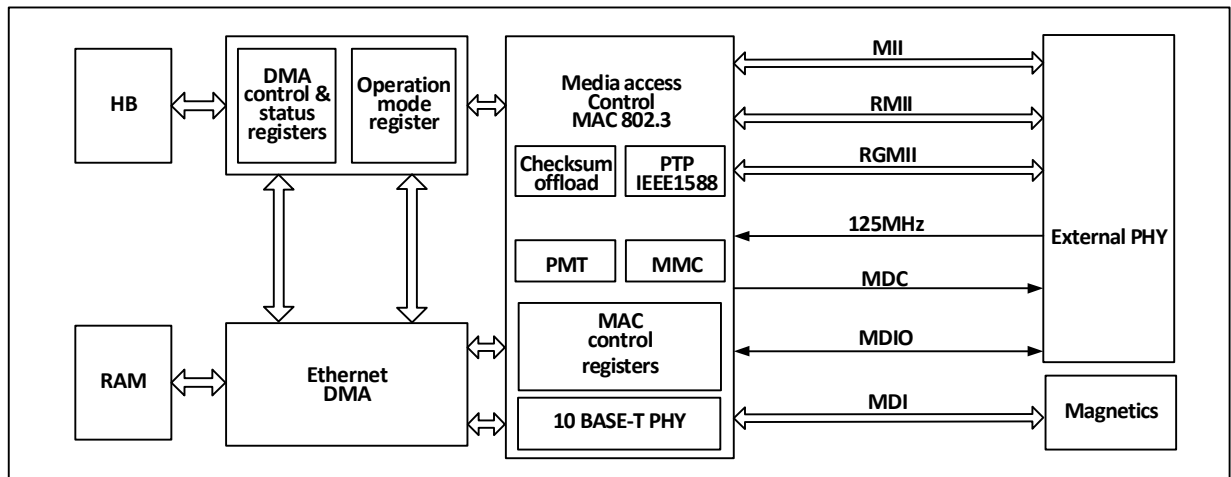 HB
DMA
control &
status
registers
Operation
mode
register
Media access
Control
MAC 802.3
Checksum
offload
PTP
IEEE1588
PMT
MMC
MAC
control
registers
10 BASE-T PHY
RAM
Ethernet
DMA
MII
RMII
RGMII
125MHz
MDC
MDIO
MDI
External PHY
Magnetics